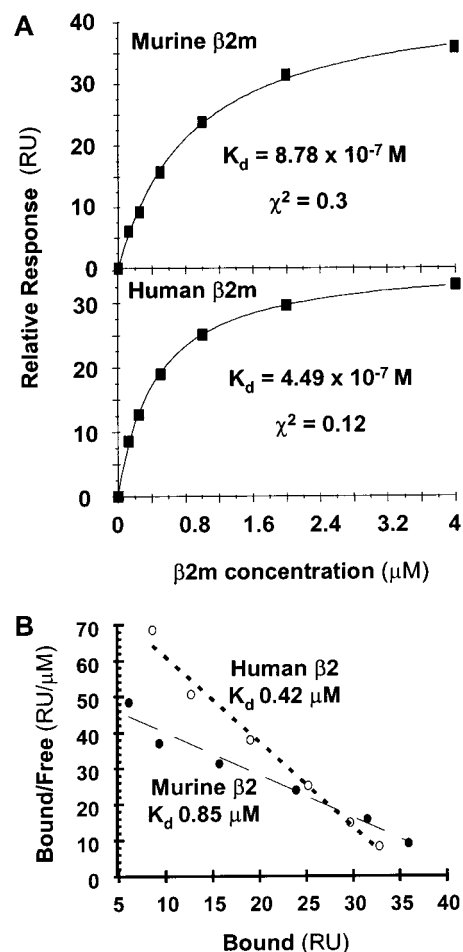 A
Murine β2m
40
30
20
10
0
K_d = 8.78 x 10⁻⁷ M
χ² = 0.3
Relative Response (RU)
Human β2m
30
20
10
0
K_d = 4.49 x 10⁻⁷ M
χ² = 0.12
0 0.8 1.6 2.4 3.2 4
β2m concentration (μM)
B
70
60
50
40
30
20
10
0
Bound/Free (RU/μM)
Human β2
K_d 0.42 μM
Murine β2
K_d 0.85 μM
5 10 15 20 25 30 35 40
Bound (RU)